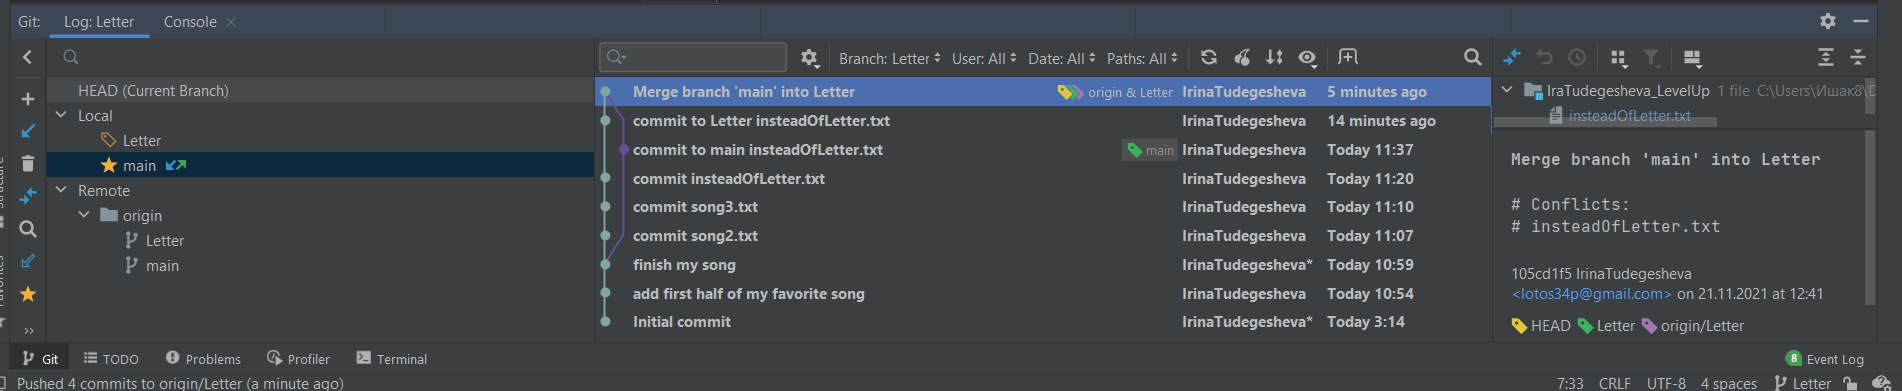 Git: Log: Letter Console
Branch: Letter User: All Date: All Paths: All
HEAD (Current Branch)
Local
Letter
main
Remote
origin
Letter
main
Merge branch 'main' into Letter origin & Letter IrinaTudegesheva 5 minutes ago
commit to Letter insteadOfLetter.txt IrinaTudegesheva 14 minutes ago
commit to main insteadOfLetter.txt main IrinaTudegesheva Today 11:37
commit insteadOfLetter.txt IrinaTudegesheva Today 11:20
commit song3.txt IrinaTudegesheva Today 11:10
commit song2.txt IrinaTudegesheva Today 11:07
finish my song IrinaTudegesheva* Today 10:59
add first half of my favorite song IrinaTudegesheva Today 10:54
Initial commit IrinaTudegesheva* Today 3:14
IraTudegesheva_LevelUp 1 file C:\Users\Ишак8\
insteadOfLetter.txt
Merge branch 'main' into Letter
# Conflicts:
# insteadOfLetter.txt
105cd1f5 IrinaTudegesheva
<lotos34p@gmail.com> on 21.11.2021 at 12:41
HEAD Letter origin/Letter
Git TODO Problems Profiler Terminal 8 Event Log
Pushed 4 commits to origin/Letter (a minute ago) 7:33 CRLF UTF-8 4 spaces Letter